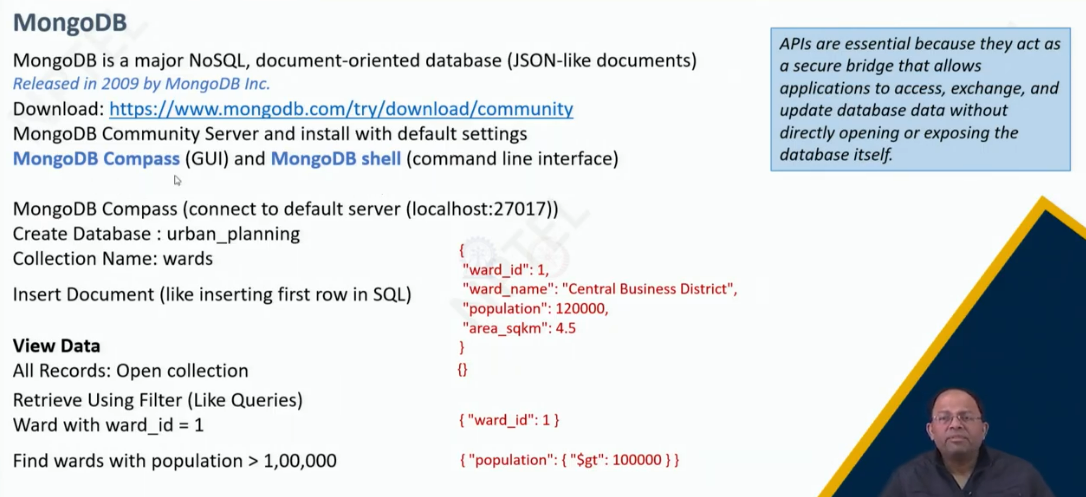 MongoDB
MongoDB is a major NoSQL, document-oriented database (JSON-like documents)
Released in 2009 by MongoDB Inc.
Download: https://www.mongodb.com/try/download/community
MongoDB Community Server and install with default settings
MongoDB Compass (GUI) and MongoDB shell (command line interface)
APIs are essential because they act as
a secure bridge that allows
applications to access, exchange, and
update database data without
directly opening or exposing the
database itself.
MongoDB Compass (connect to default server (localhost:27017))
Create Database : urban_planning
Collection Name: wards
Insert Document (like inserting first row in SQL)
{
"ward_id": 1,
"ward_name": "Central Business District",
"population": 120000,
"area_sqkm": 4.5
}
View Data
All Records: Open collection
{}
Retrieve Using Filter (Like Queries)
Ward with ward_id = 1
{ "ward_id": 1 }
Find wards with population > 1,00,000
{ "population": { "$gt": 100000 } }